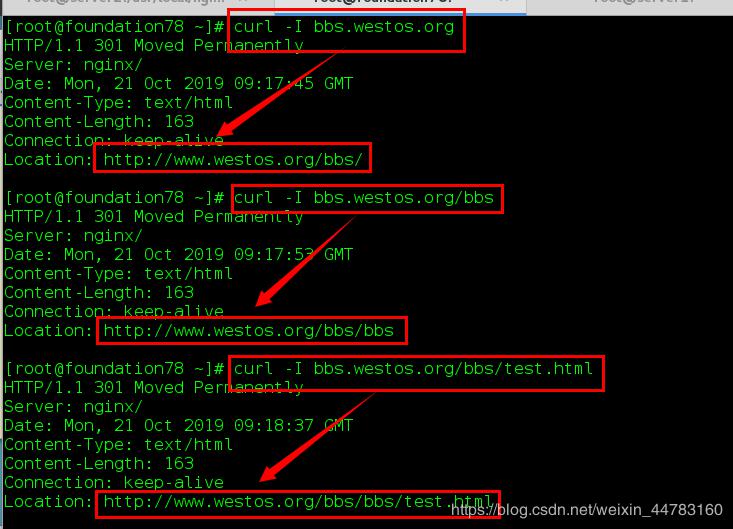 [root@foundation78 ~]# curl -I bbs.westos.org
HTTP/1.1 301 Moved Permanently
Server: nginx/
Date: Mon, 21 Oct 2019 09:17:45 GMT
Content-Type: text/html
Content-Length: 163
Connection: keep-alive
Location: http://www.westos.org/bbs/
[root@foundation78 ~]# curl -I bbs.westos.org/bbs
HTTP/1.1 301 Moved Permanently
Server: nginx/
Date: Mon, 21 Oct 2019 09:17:53 GMT
Content-Type: text/html
Content-Length: 163
Connection: keep-alive
Location: http://www.westos.org/bbs/bbs
[root@foundation78 ~]# curl -I bbs.westos.org/bbs/test.html
HTTP/1.1 301 Moved Permanently
Server: nginx/
Date: Mon, 21 Oct 2019 09:18:37 GMT
Content-Type: text/html
Content-Length: 163
Connection: keep-alive
Location: http://www.westos.org/bbs/bbs/test.html
https://blog.csdn.net/weixin_44783160